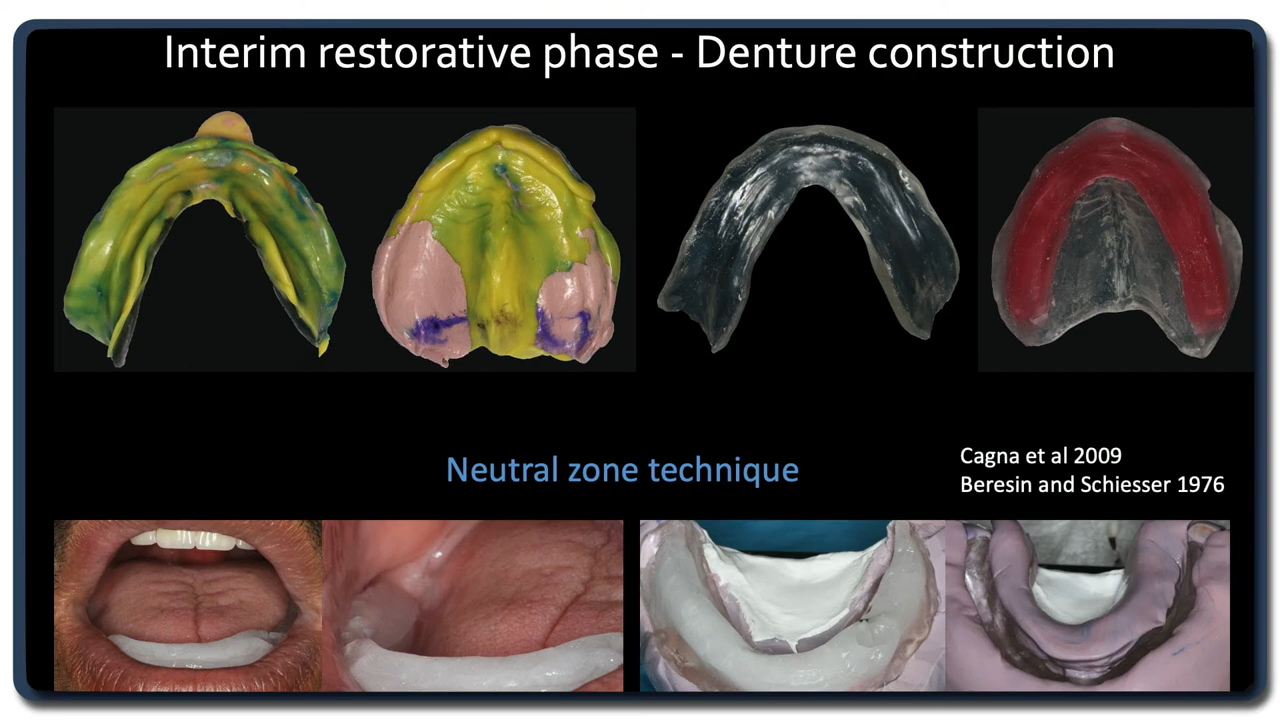 Interim restorative phase - Denture construction
Neutral zone technique
Cagna et al 2009
Beresin and Schiesser 1976